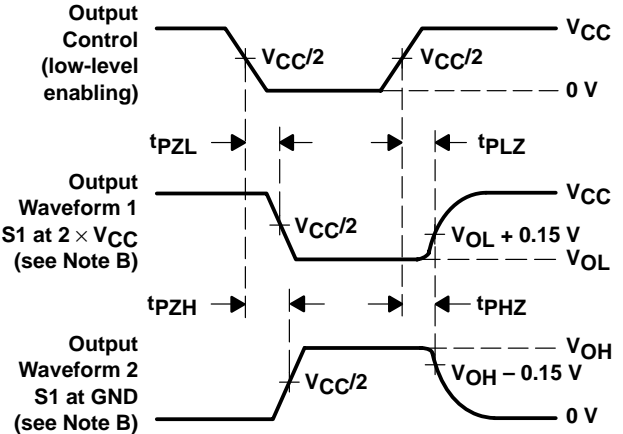 Output
Control
(low-level
enabling)
VCC/2
VCC/2
VCC
0 V
tPZL
tPLZ
Output
Waveform 1
S1 at 2 × VCC
(see Note B)
VCC/2
VCC
VOL + 0.15 V
VOL
tPZH
tPHZ
Output
Waveform 2
S1 at GND
(see Note B)
VCC/2
VOH
VOH – 0.15 V
0 V